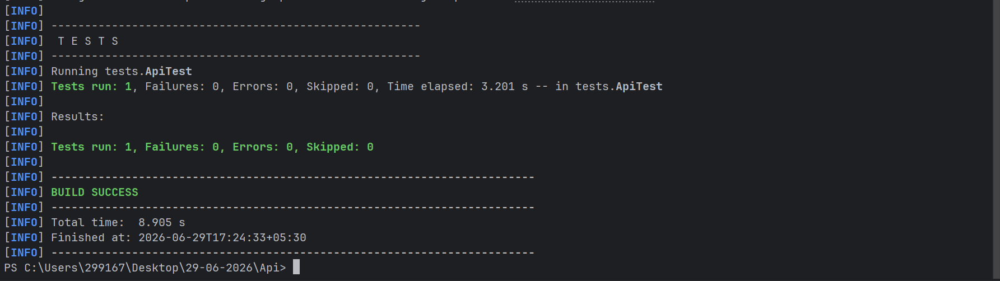 [INFO]
[INFO] -------------------------------------------------------
[INFO]  T E S T S
[INFO] -------------------------------------------------------
[INFO] Running tests.ApiTest
[INFO] Tests run: 1, Failures: 0, Errors: 0, Skipped: 0, Time elapsed: 3.201 s -- in tests.ApiTest
[INFO]
[INFO] Results:
[INFO]
[INFO] Tests run: 1, Failures: 0, Errors: 0, Skipped: 0
[INFO]
[INFO] ------------------------------------------------------------------------
[INFO] BUILD SUCCESS
[INFO] ------------------------------------------------------------------------
[INFO] Total time:  8.905 s
[INFO] Finished at: 2026-06-29T17:24:33+05:30
[INFO] ------------------------------------------------------------------------
PS C:\Users\299167\Desktop\29-06-2026\Api>